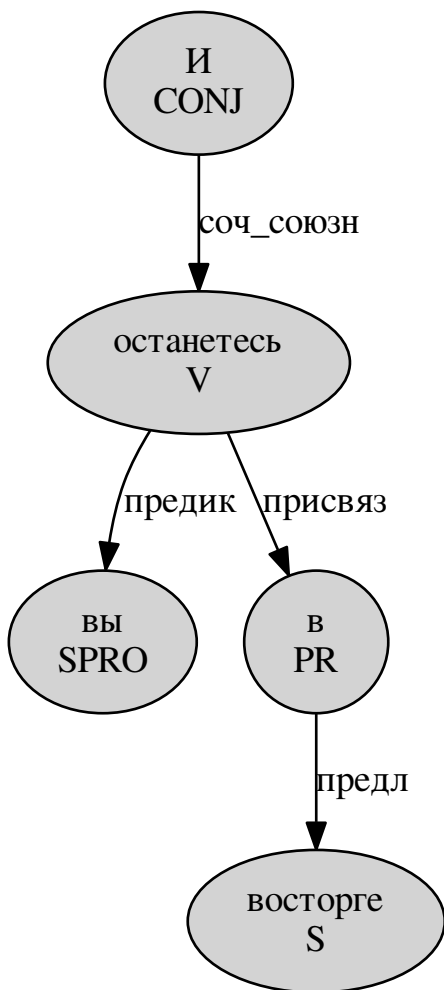 И
CONJ
соч_союзн
останетесь
V
предик
присвяз
вы
SPRO
в
PR
предл
восторге
S